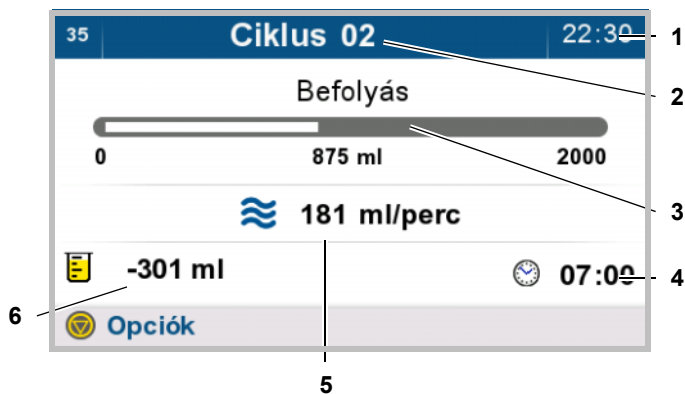 35 Ciklus 02 22:30 1
2
Befolyás
0 875 ml 2000
3
181 ml/perc
-301 ml 07:00 4
6
Opciók
5